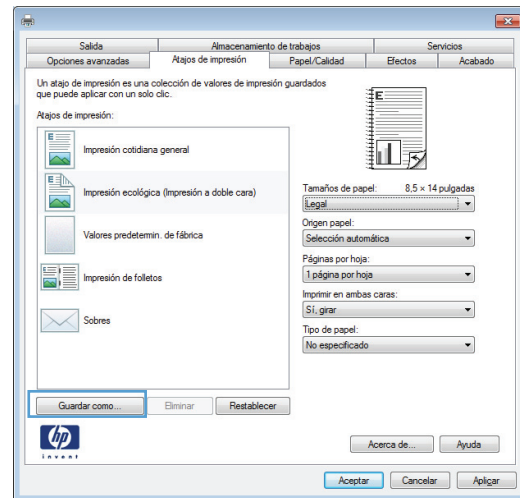 Salida
Almacenamiento de trabajos
Servicios
Opciones avanzadas
Atajos de impresión
Papel/Calidad
Efectos
Acabado
Un atajo de impresión es una colección de valores de impresión guardados
que puede aplicar con un solo clic.
Atajos de impresión:
Impresión cotidiana general
Impresión ecológica (Impresión a doble cara)
Valores predetermin. de fábrica
Impresión de folletos
Sobres
E
E
E
Tamaños de papel: 8,5 × 14 pulgadas
Legal
Origen papel:
Selección automática
Páginas por hoja:
1 página por hoja
Imprimir en ambas caras:
Sí, girar
Tipo de papel:
No especificado
Guardar como...
Eliminar
Restablecer
hp
invent
Acerca de...
Ayuda
Aceptar
Cancelar
Aplicar